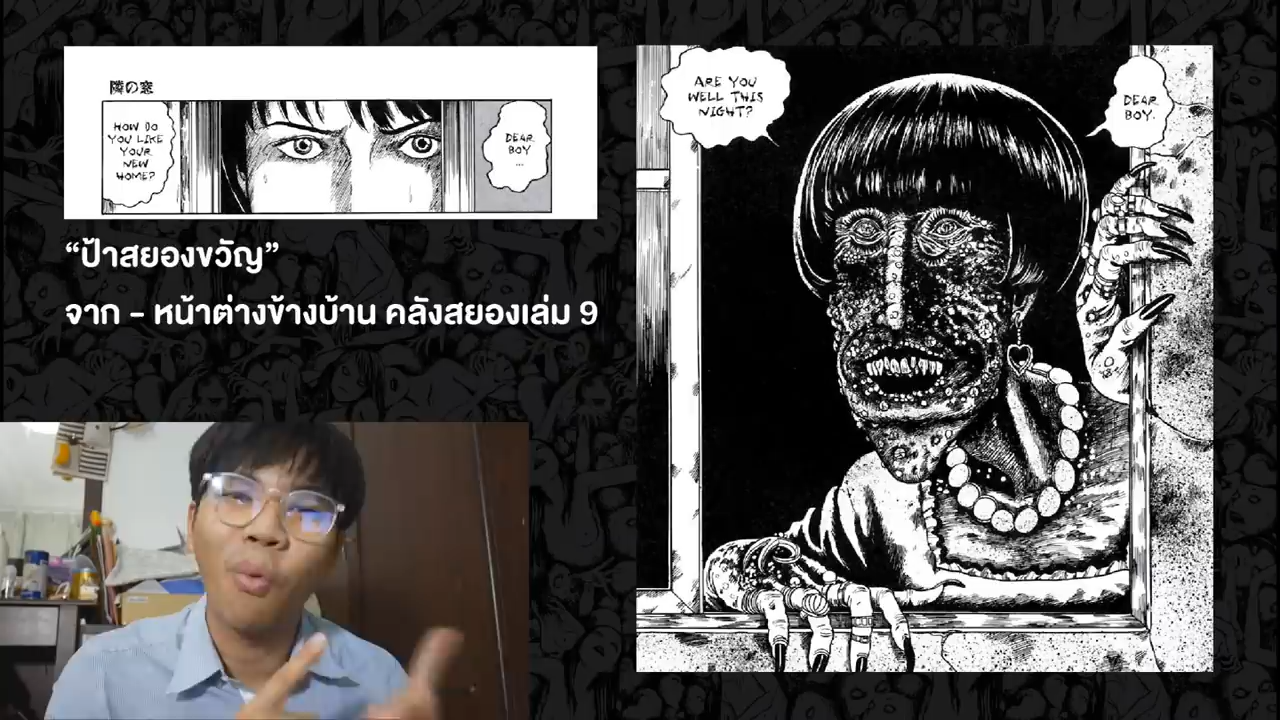 隣の窓
HOW DO
YOU LIKE
YOUR
NEW
HOME?
DEAR
BOY
...
“ป้าสยองขวัญ”
จาก - หน้าต่างข้างบ้าน คลังสยองเล่ม 9
ARE YOU
WELL THIS
NIGHT?
DEAR
BOY.